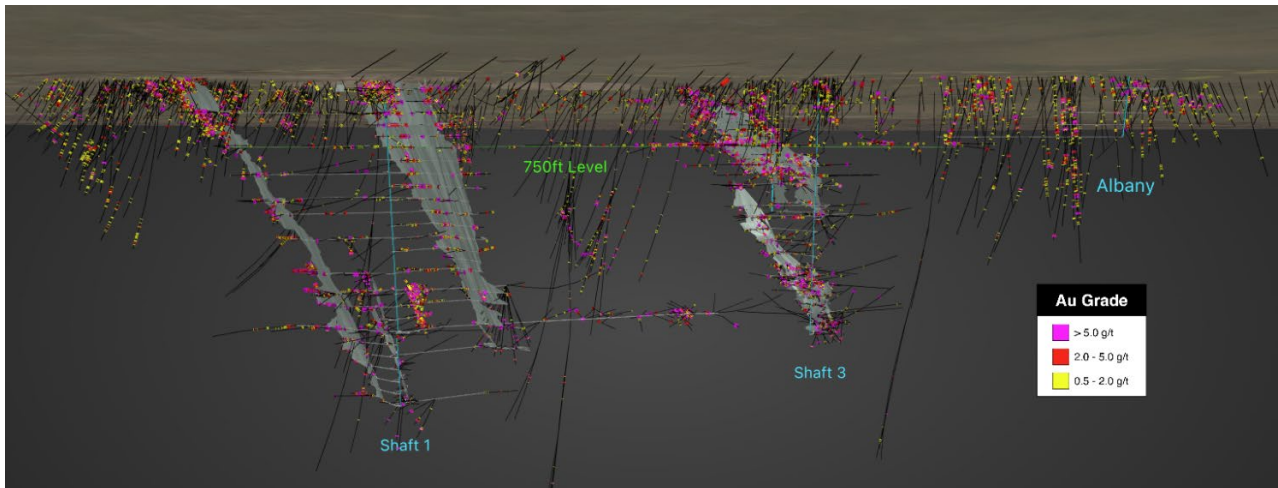 750ft Level
Albany
Au Grade
> 5.0 g/t
2.0 - 5.0 g/t
0.5 - 2.0 g/t
Shaft 3
Shaft 1